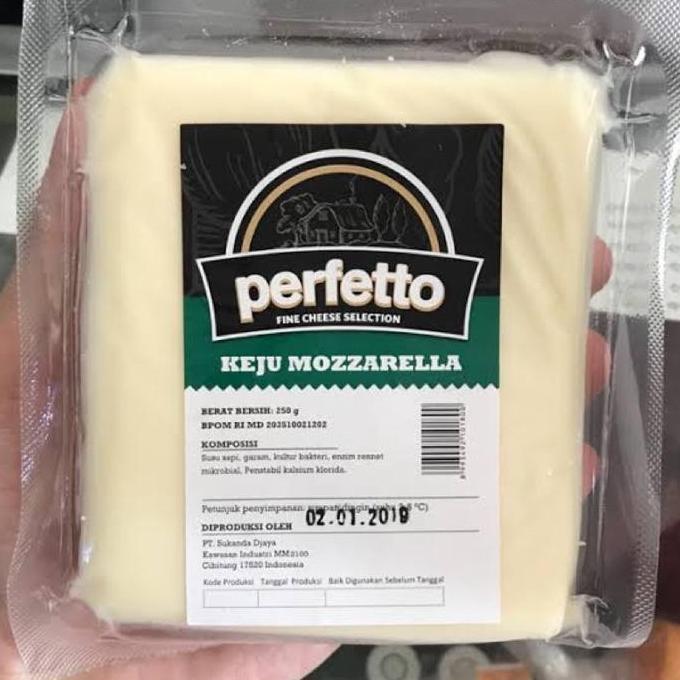 perfetto
FINE CHEESE SELECTION
KEJU MOZZARELLA
BERAT BERSIH: 250 g
BPOM RI MD 203510021202
KOMPOSISI
Susu sapi, garam, kultur bakteri, enzim rennet
mikrobial, Penstabil kalsium klorida.
Petunjuk penyimpanan: °C)
02.01.2019
DIPRODUKSI OLEH
PT. Sukanda Djaya
Kawasan Industri MM2100
Cibitung 17520 Indonesia
Kode Produksi Tanggal Produksi Baik Digunakan Sebelum Tanggal